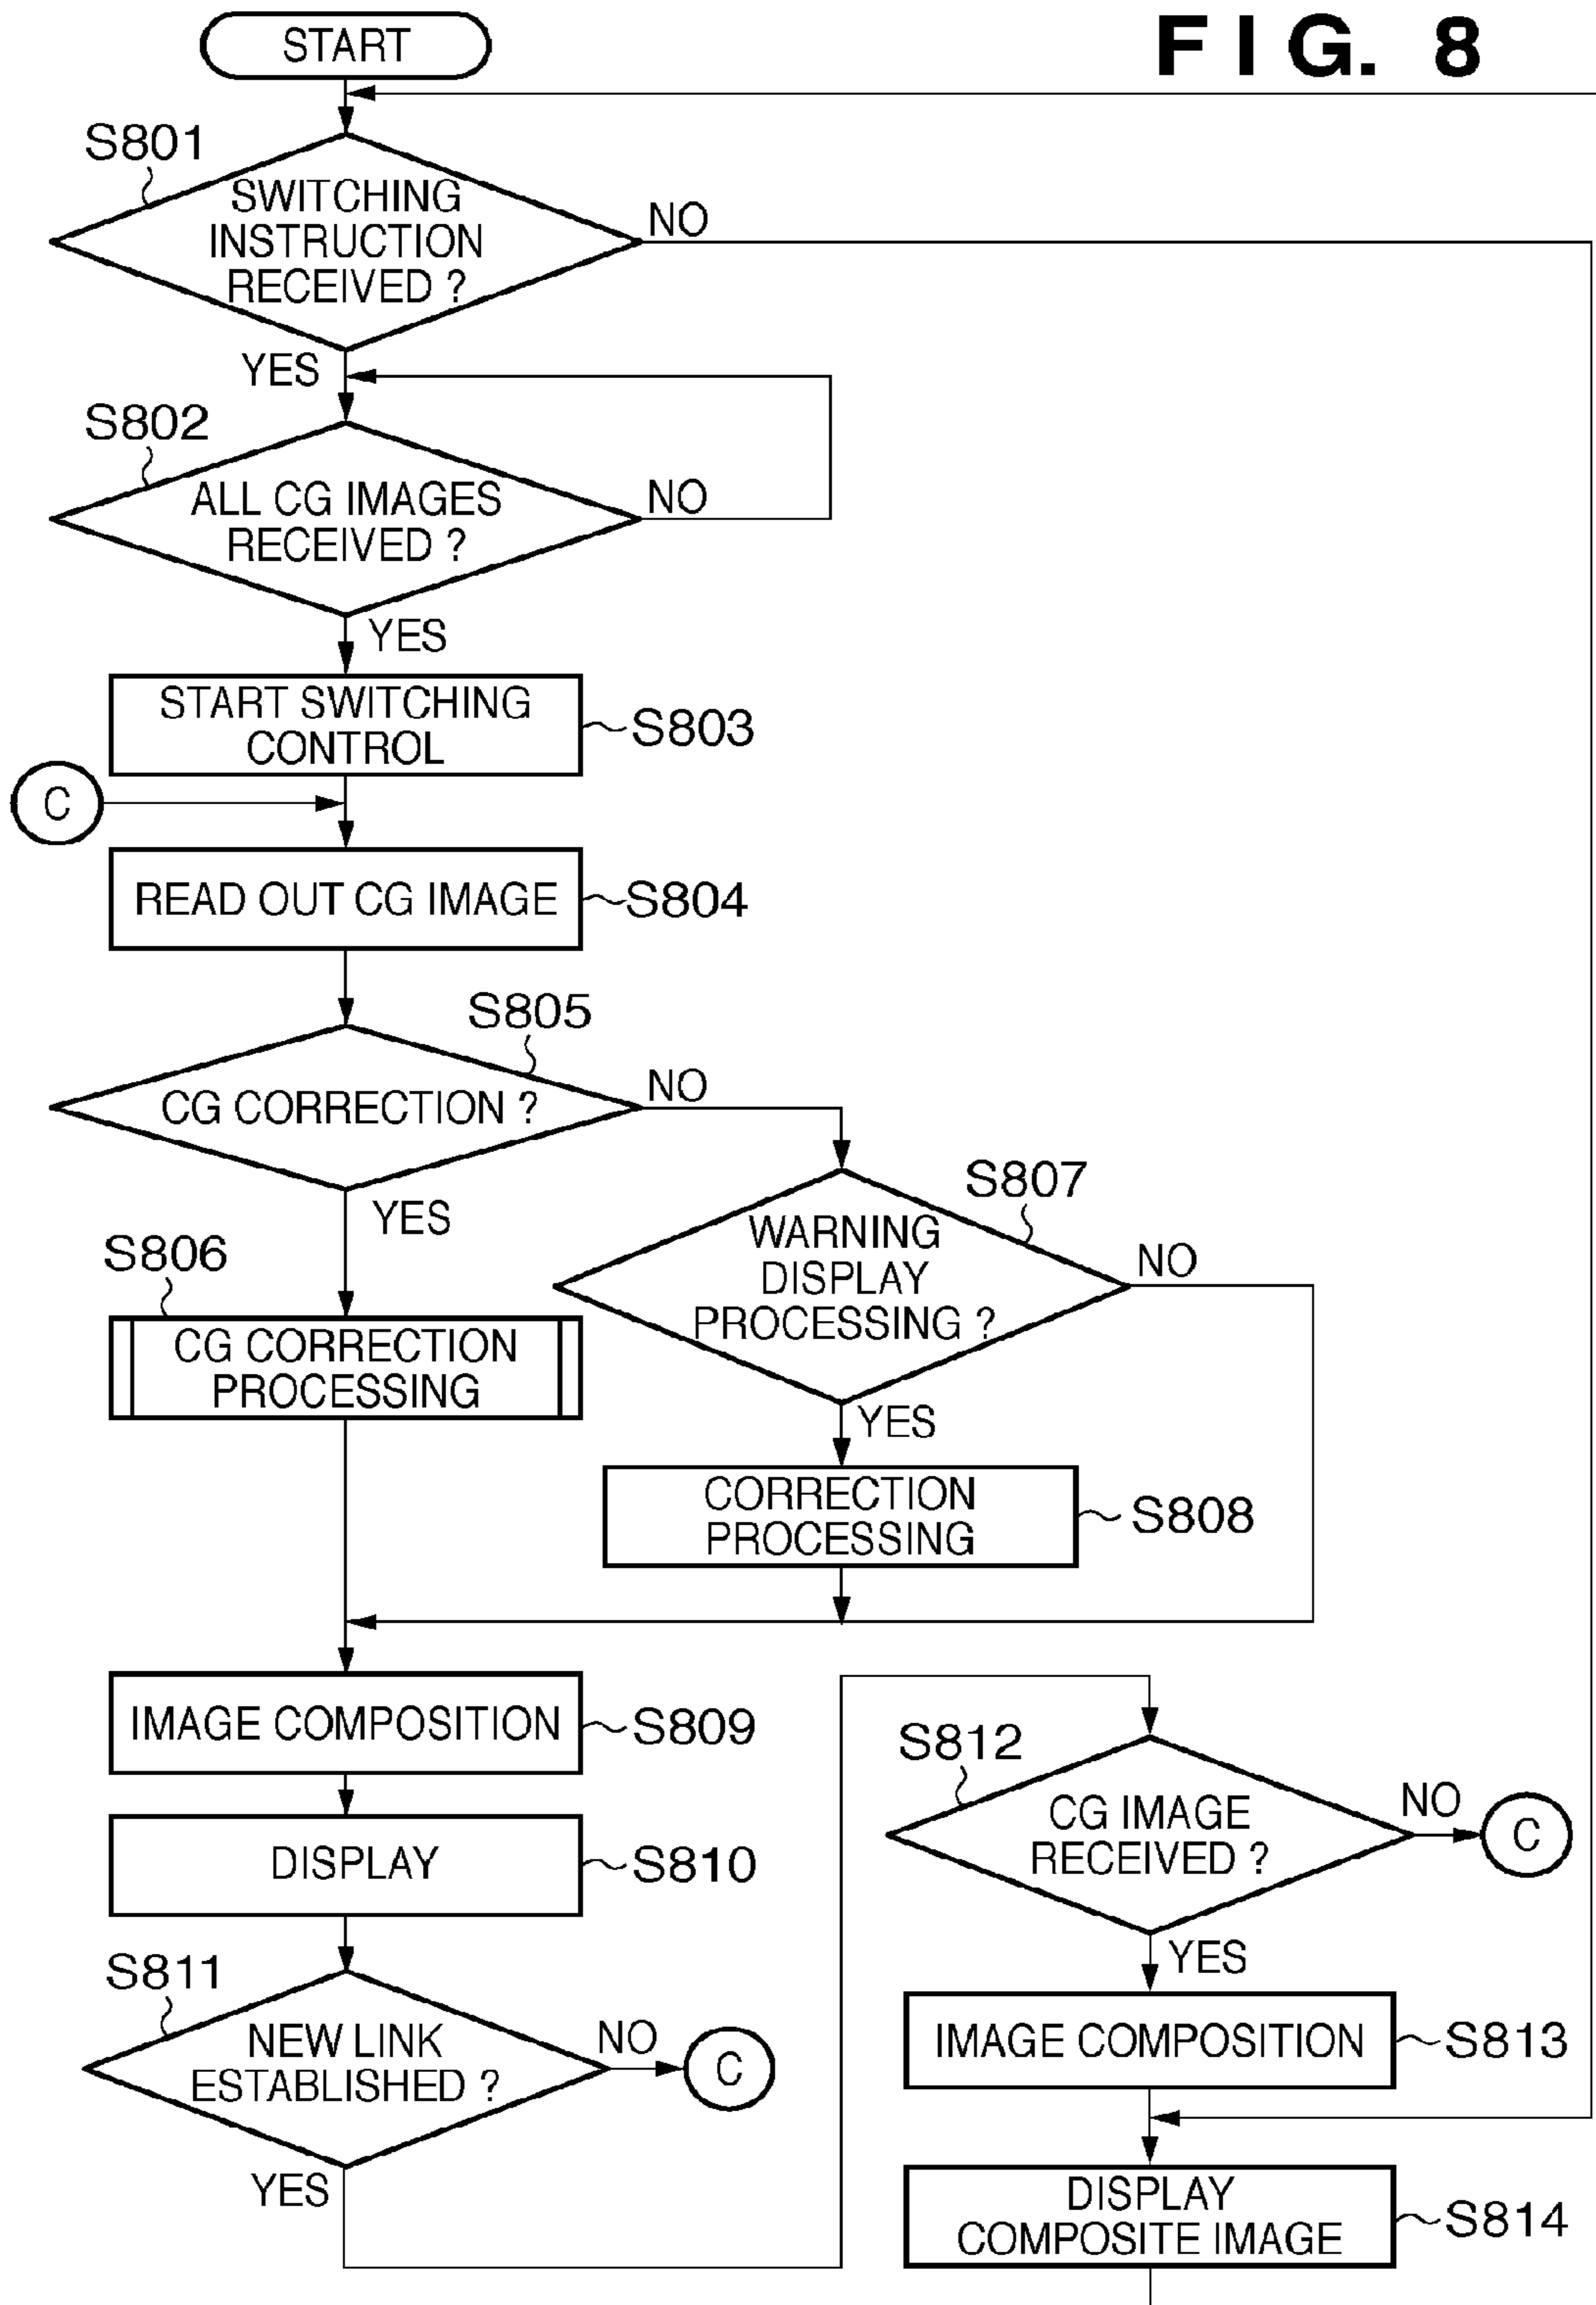 FIG. 8
START
S801
SWITCHING
INSTRUCTION
RECEIVED ?
NO
YES
S802
ALL CG IMAGES
RECEIVED ?
NO
YES
START SWITCHING
CONTROL
S803
C
READ OUT CG IMAGE
S804
S805
CG CORRECTION ?
NO
YES
S807
WARNING
DISPLAY
PROCESSING ?
NO
YES
S806
CG CORRECTION
PROCESSING
CORRECTION
PROCESSING
S808
IMAGE COMPOSITION
S809
DISPLAY
S810
S811
NEW LINK
ESTABLISHED ?
NO
C
YES
S812
CG IMAGE
RECEIVED ?
NO
C
YES
IMAGE COMPOSITION
S813
DISPLAY
COMPOSITE IMAGE
S814